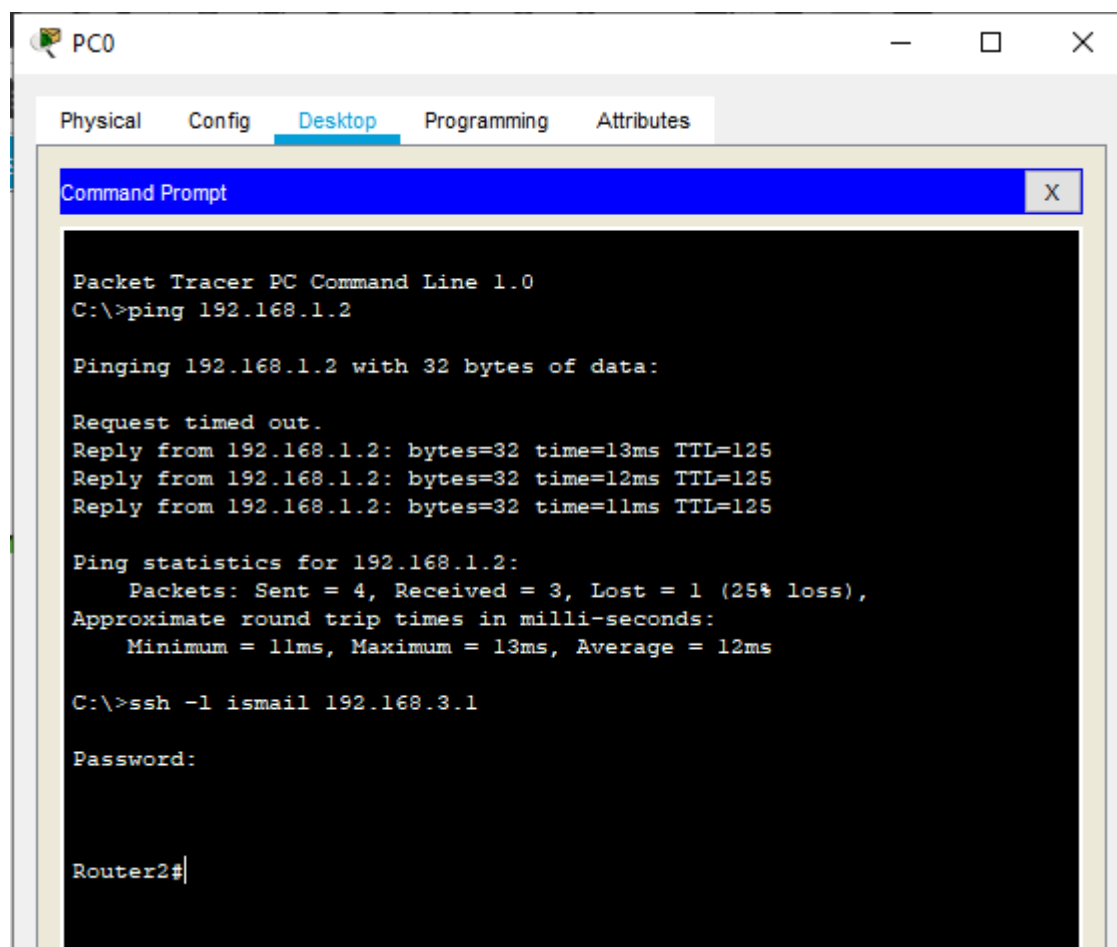 PC0
Physical Config Desktop Programming Attributes
Command Prompt
X
Packet Tracer PC Command Line 1.0
C:\>ping 192.168.1.2
Pinging 192.168.1.2 with 32 bytes of data:
Request timed out.
Reply from 192.168.1.2: bytes=32 time=13ms TTL=125
Reply from 192.168.1.2: bytes=32 time=12ms TTL=125
Reply from 192.168.1.2: bytes=32 time=11ms TTL=125
Ping statistics for 192.168.1.2:
Packets: Sent = 4, Received = 3, Lost = 1 (25% loss),
Approximate round trip times in milli-seconds:
Minimum = 11ms, Maximum = 13ms, Average = 12ms
C:\>ssh -l ismail 192.168.3.1
Password:
Router2#